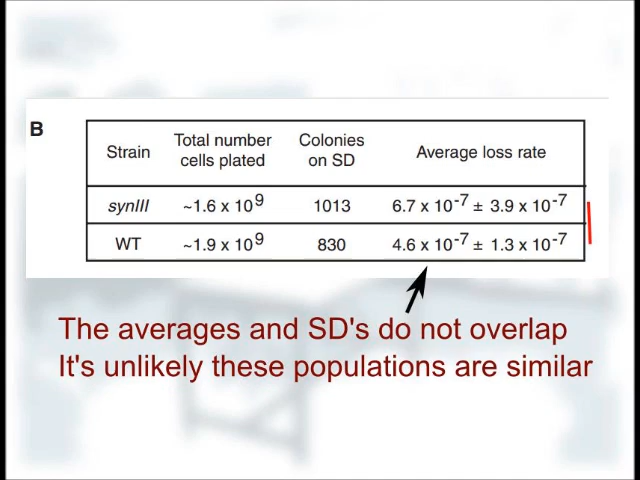 B
Strain Total number cells plated Colonies on SD Average loss rate
synIII ~1.6 x 10⁹ 1013 6.7 x 10⁻⁷ ± 3.9 x 10⁻⁷
WT ~1.9 x 10⁹ 830 4.6 x 10⁻⁷ ± 1.3 x 10⁻⁷
The averages and SD's do not overlap
It's unlikely these populations are similar